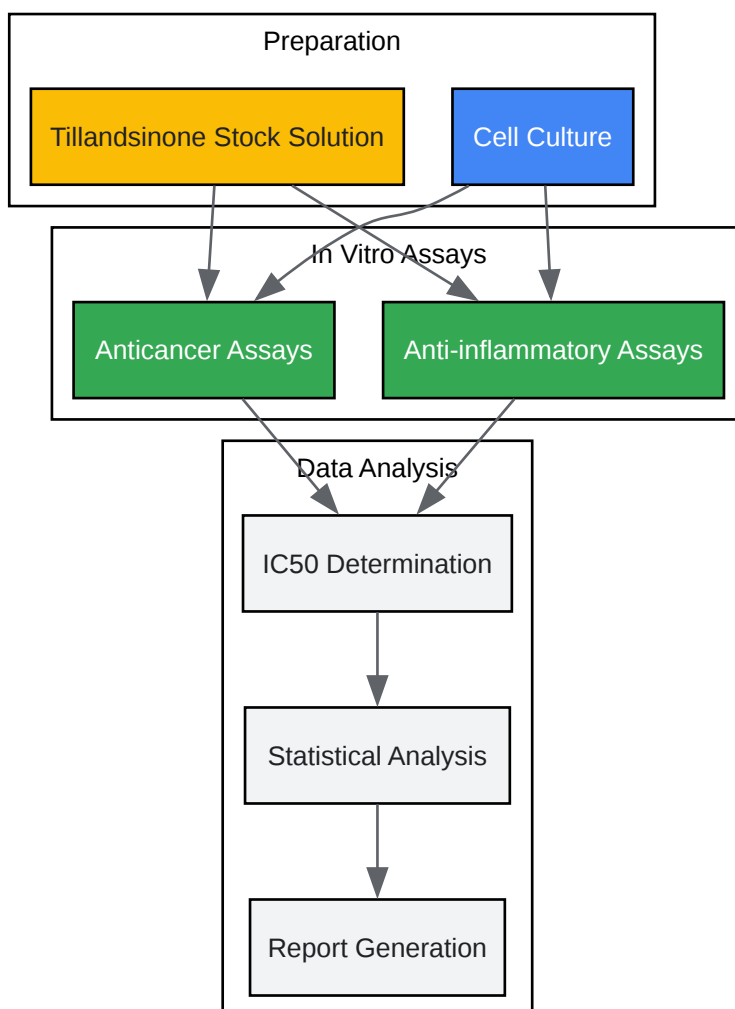 Preparation
Tillandsinone Stock Solution
Cell Culture
In Vitro Assays
Anticancer Assays
Anti-inflammatory Assays
Data Analysis
IC50 Determination
Statistical Analysis
Report Generation